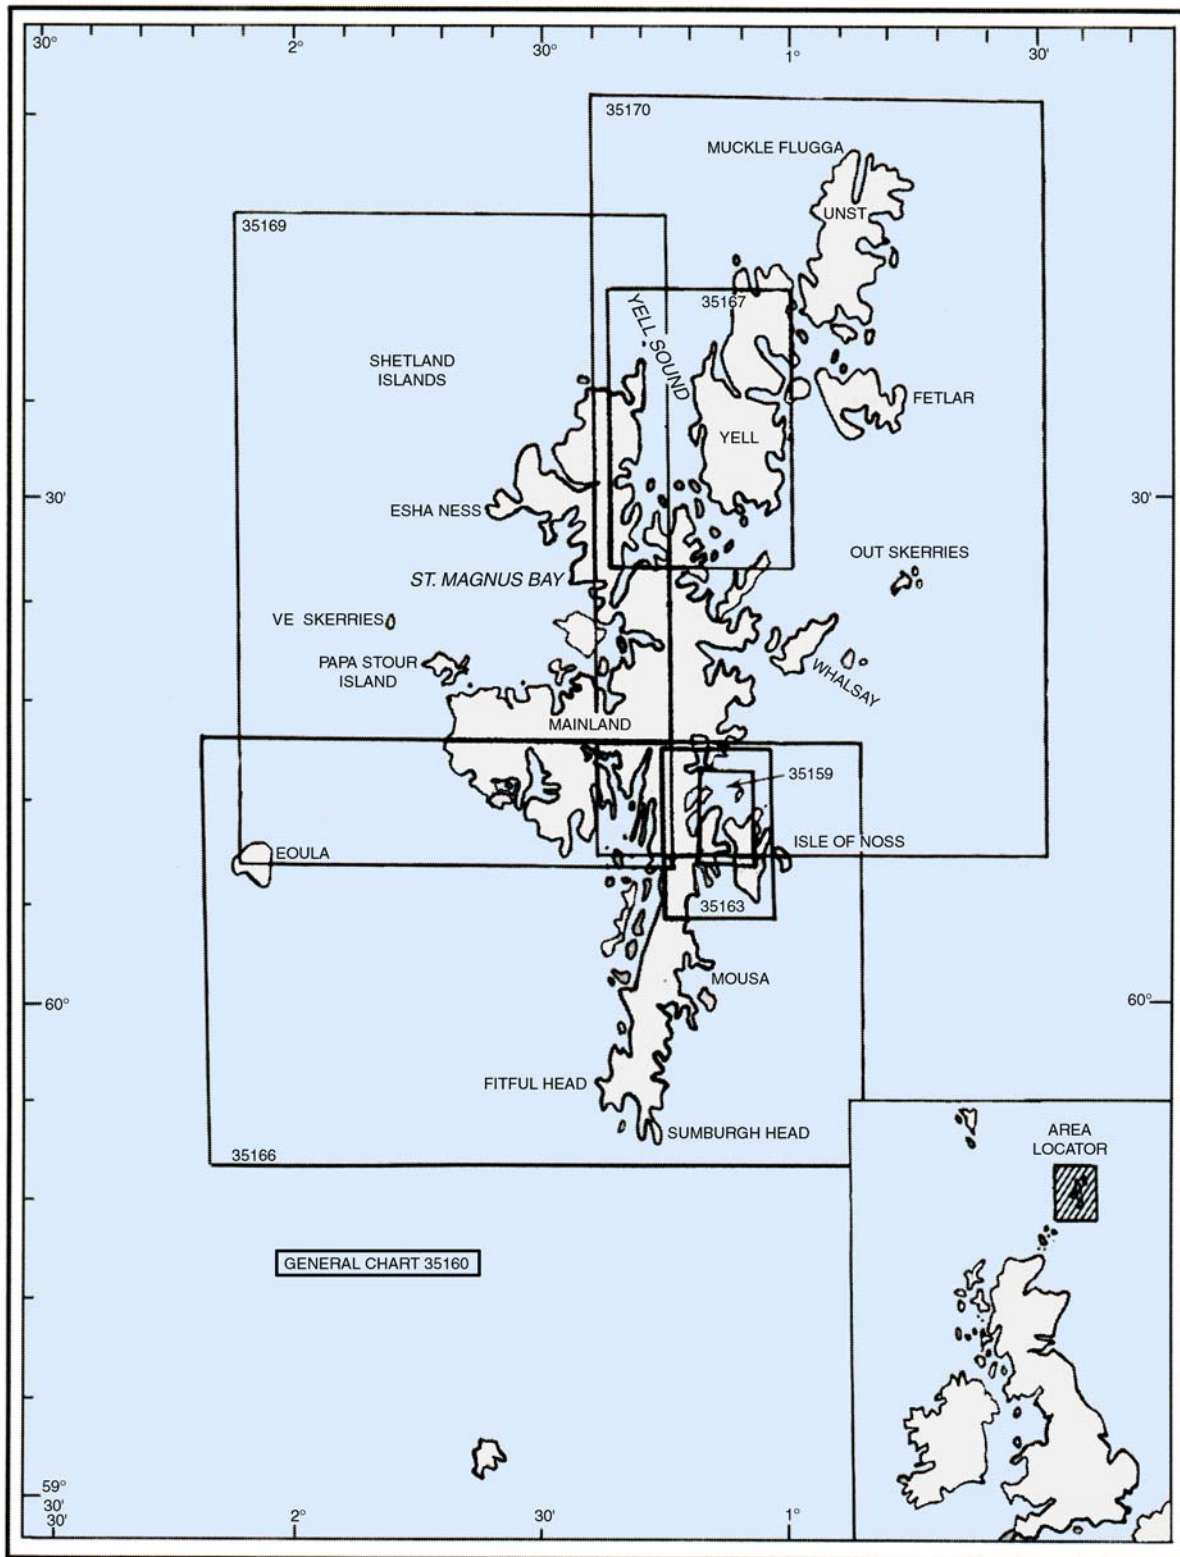 30°
2°
30°
1°
30'
35170
MUCKLE FLUGGA
UNST
35169
35167
YELL SOUND
SHETLAND
ISLANDS
FETLAR
YELL
30'
30'
ESHA NESS
OUT SKERRIES
ST. MAGNUS BAY
VE SKERRIES
PAPA STOUR
ISLAND
WHALSAY
MAINLAND
35159
ISLE OF NOSS
EOULA
35163
MOUSA
60°
60°
FITFUL HEAD
SUMBURGH HEAD
35166
AREA
LOCATOR
GENERAL CHART 35160
59°
30'
30'
2°
30'
1°